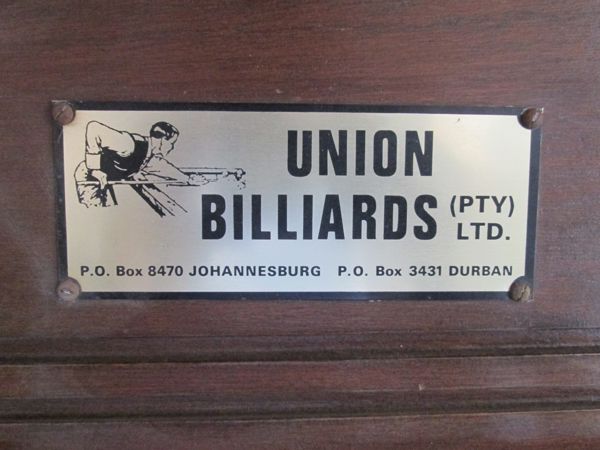 UNION
BILLIARDS (PTY) LTD.
P.O. Box 8470 JOHANNESBURG P.O. Box 3431 DURBAN